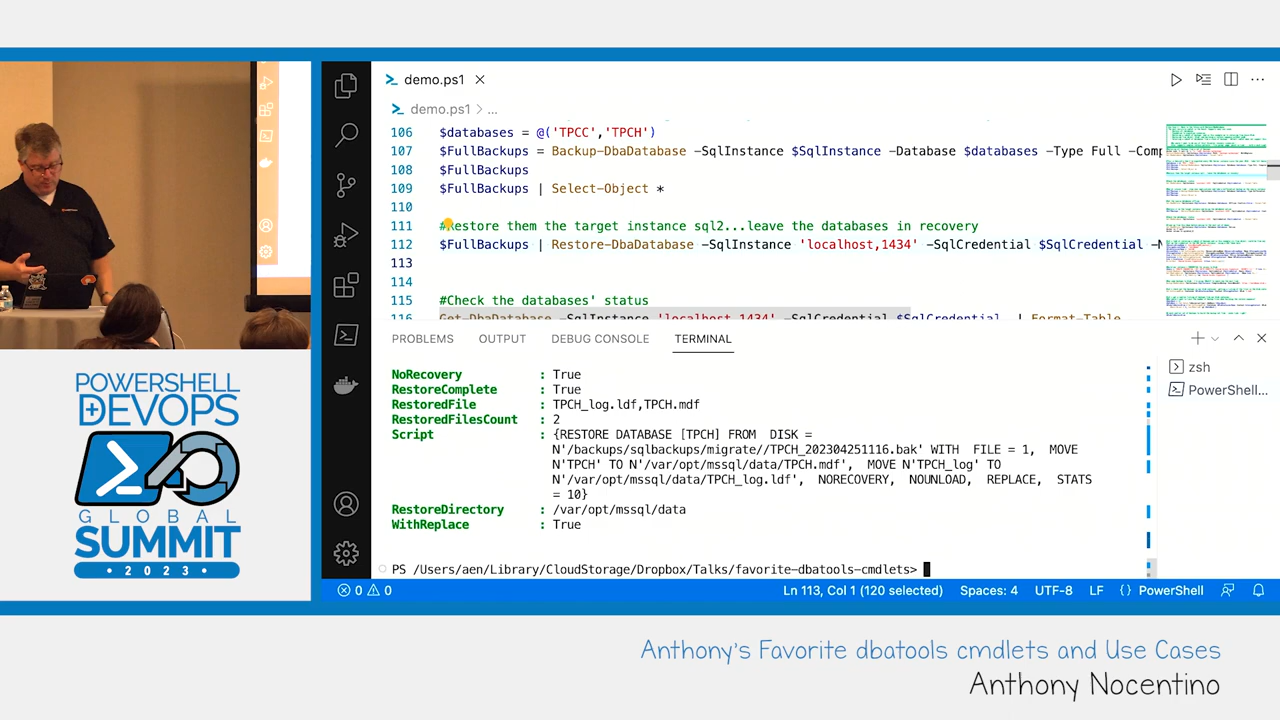 demo.ps1
demo.ps1 > ...
106 $databases = @('TPCC','TPCH')
107 -SqlInstance $databases -Type Full
108 $FullBackups
109 $FullBackups | Select-Object *
110
111 #Restore them the target instance sql2...leave the databases in recovery
112 $FullBackups | Restore-DbaDatabase -SqlInstance 'localhost,1434' -SqlCredential $SqlCredential -N
113
114
115 #Check the databases' status
116 -SqlInstance 'localhost,1434' $SqlCredential | Format-Table
PROBLEMS OUTPUT DEBUG CONSOLE TERMINAL
zsh
PowerShell...
NoRecovery : True
RestoreComplete : True
RestoredFile : TPCH_log.ldf,TPCH.mdf
RestoredFilesCount : 2
Script : {RESTORE DATABASE [TPCH] FROM DISK =
N'/backups/sqlbackups/migrate//TPCH_202304251116.bak' WITH FILE = 1, MOVE
N'TPCH' TO N'/var/opt/mssql/data/TPCH.mdf', MOVE N'TPCH_log' TO
N'/var/opt/mssql/data/TPCH_log.ldf', NORECOVERY, NOUNLOAD, REPLACE, STATS
= 10}
RestoreDirectory : /var/opt/mssql/data
WithReplace : True
PS /Users/aen/Library/CloudStorage/Dropbox/Talks/favorite-dbatools-cmdlets>
0 0 Ln 113, Col 1 (120 selected) Spaces: 4 UTF-8 LF {} PowerShell
POWERSHELL
+DEVOPS
GLOBAL
SUMMIT
2023
Anthony's Favorite dbatools cmdlets and Use Cases
Anthony Nocentino